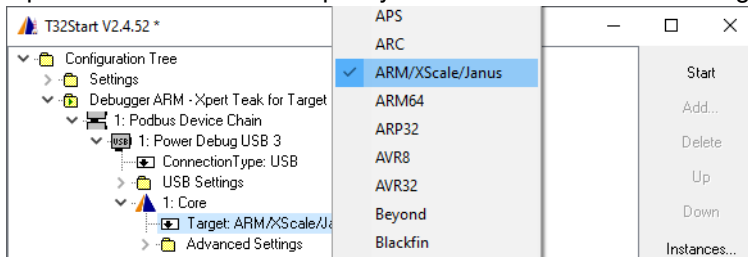 T32Start V2.4.52 *
Configuration Tree
Settings
Debugger ARM - Xpert Teak for Target
1: Podbus Device Chain
1: Power Debug USB 3
USB
ConnectionType: USB
USB Settings
1: Core
Target: ARM/XScale/Ja
Advanced Settings
APS
ARC
ARM/XScale/Janus
ARM64
ARP32
AVR8
AVR32
Beyond
Blackfin
Start
Add...
Delete
Up
Down
Instances...